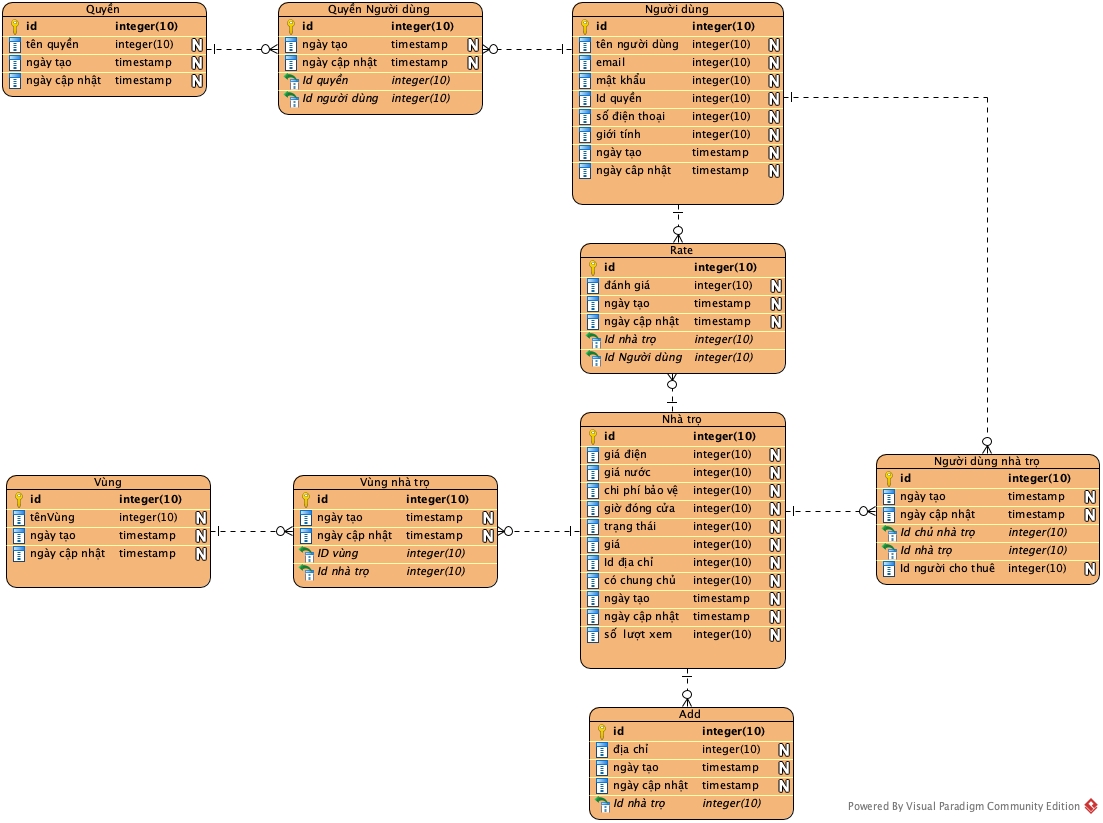 Quyền
id integer(10)
tên quyền integer(10) N
ngày tạo timestamp N
ngày cập nhật timestamp N
Quyền Người dùng
id integer(10)
ngày tạo timestamp N
ngày cập nhật timestamp N
Id quyền integer(10)
Id người dùng integer(10)
Người dùng
id integer(10)
tên người dùng integer(10) N
email integer(10) N
mật khẩu integer(10) N
Id quyền integer(10) N
số điện thoại integer(10) N
giới tính integer(10) N
ngày tạo timestamp N
ngày câp nhật timestamp N
Rate
id integer(10)
đánh giá integer(10) N
ngày tạo timestamp N
ngày cập nhật timestamp N
Id nhà trọ integer(10)
Id Người dùng integer(10)
Nhà trọ
id integer(10)
giá điện integer(10) N
giá nước integer(10) N
chi phí bảo vệ integer(10) N
giờ đóng cửa integer(10) N
trạng thái integer(10) N
giá integer(10) N
Id địa chỉ integer(10) N
có chung chủ integer(10) N
ngày tạo timestamp N
ngày cập nhật timestamp N
số lượt xem integer(10) N
Người dùng nhà trọ
id integer(10)
ngày tạo timestamp N
ngày cập nhật timestamp N
Id chủ nhà trọ integer(10)
Id nhà trọ integer(10)
Id người cho thuê integer(10) N
Vùng
id integer(10)
tênVùng integer(10) N
ngày tạo timestamp N
ngày cập nhật timestamp N
Vùng nhà trọ
id integer(10)
ngày tạo timestamp N
ngày cập nhật timestamp N
ID vùng integer(10)
Id nhà trọ integer(10)
Add
id integer(10)
địa chỉ integer(10) N
ngày tạo timestamp N
ngày cập nhật timestamp N
Id nhà trọ integer(10)
Powered By Visual Paradigm Community Edition